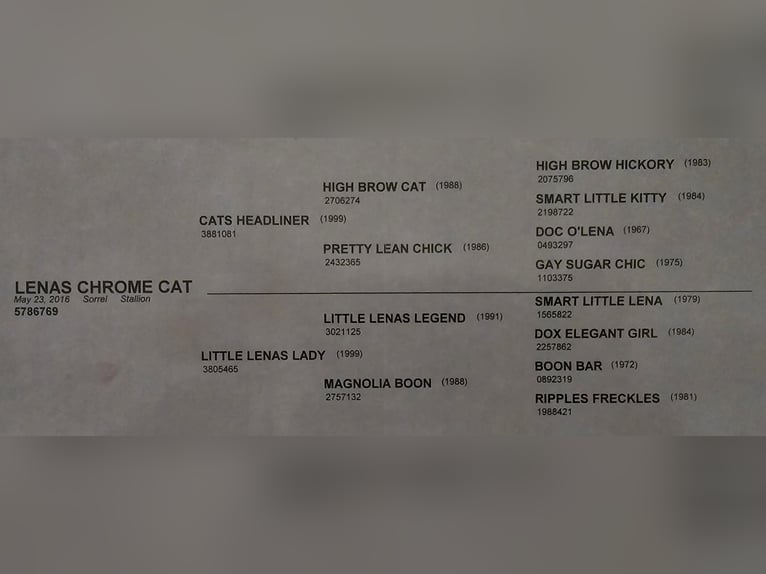 HIGH BROW HICKORY (1983)
2075796
HIGH BROW CAT (1988)
2706274
SMART LITTLE KITTY (1984)
2198722
CATS HEADLINER (1999)
3881081
DOC O'LENA (1967)
0493297
PRETTY LEAN CHICK (1986)
2432365
GAY SUGAR CHIC (1975)
1103375
LENAS CHROME CAT
May 23, 2016 Sorrel Stallion
5786769
SMART LITTLE LENA (1979)
1565822
LITTLE LENAS LEGEND (1991)
3021125
DOX ELEGANT GIRL (1984)
2257862
LITTLE LENAS LADY (1999)
3805465
BOON BAR (1972)
0892319
MAGNOLIA BOON (1988)
2757132
RIPPLES FRECKLES (1981)
1988421